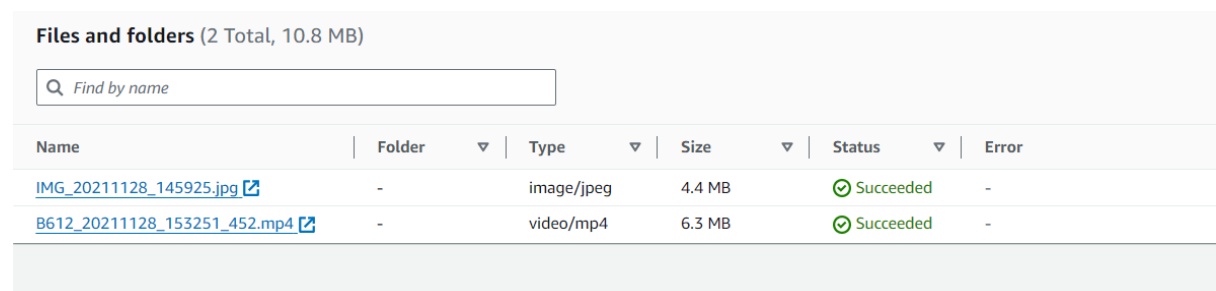 Files and folders (2 Total, 10.8 MB)
Find by name
Name Folder Type Size Status Error
IMG_20211128_145925.jpg - image/jpeg 4.4 MB Succeeded -
B612_20211128_153251_452.mp4 - video/mp4 6.3 MB Succeeded -